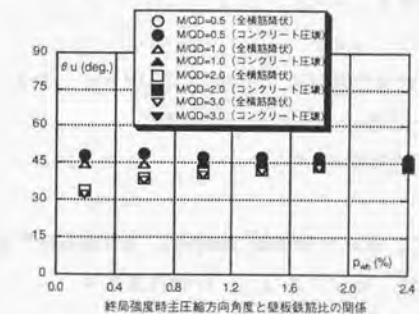 ○ M/QD=0.5 (全横筋降伏)
● M/QD=0.5 (コンクリート圧壊)
△ M/QD=1.0 (全横筋降伏)
▲ M/QD=1.0 (コンクリート圧壊)
□ M/QD=2.0 (全横筋降伏)
■ M/QD=2.0 (コンクリート圧壊)
▽ M/QD=3.0 (全横筋降伏)
▼ M/QD=3.0 (コンクリート圧壊)
θu (deg.)
90
75
60
45
30
15
0
0.0 0.4 0.8 1.2 1.6 2.0 2.4
pwh (%)
終局強度時主圧縮方向角度と壁板鉄筋比の関係